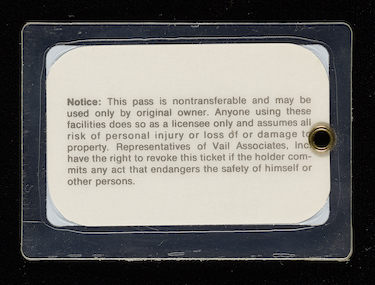 Notice: This pass is nontransferable and may be
used only by original owner. Anyone using these
facilities does so as a licensee only and assumes all
risk of personal injury or loss df or damage to
property. Representatives of Vail Associates, Inc.
have the right to revoke this ticket if the holder com-
mits any act that endangers the safety of himself or
other persons.